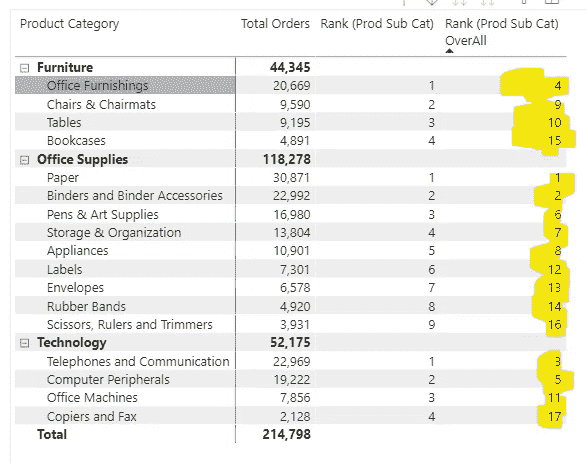 Product Category Total Orders Rank (Prod Sub Cat) Rank (Prod Sub Cat)
OverAll
Furniture 44,345
Office Furnishings 20,669 1 4
Chairs & Chairmats 9,590 2 9
Tables 9,195 3 10
Bookcases 4,891 4 15
Office Supplies 118,278
Paper 30,871 1 1
Binders and Binder Accessories 22,992 2 2
Pens & Art Supplies 16,980 3 6
Storage & Organization 13,804 4 7
Appliances 10,901 5 8
Labels 7,301 6 12
Envelopes 6,578 7 13
Rubber Bands 4,920 8 14
Scissors, Rulers and Trimmers 3,931 9 16
Technology 52,175
Telephones and Communication 22,969 1 3
Computer Peripherals 19,222 2 5
Office Machines 7,856 3 11
Copiers and Fax 2,128 4 17
Total 214,798